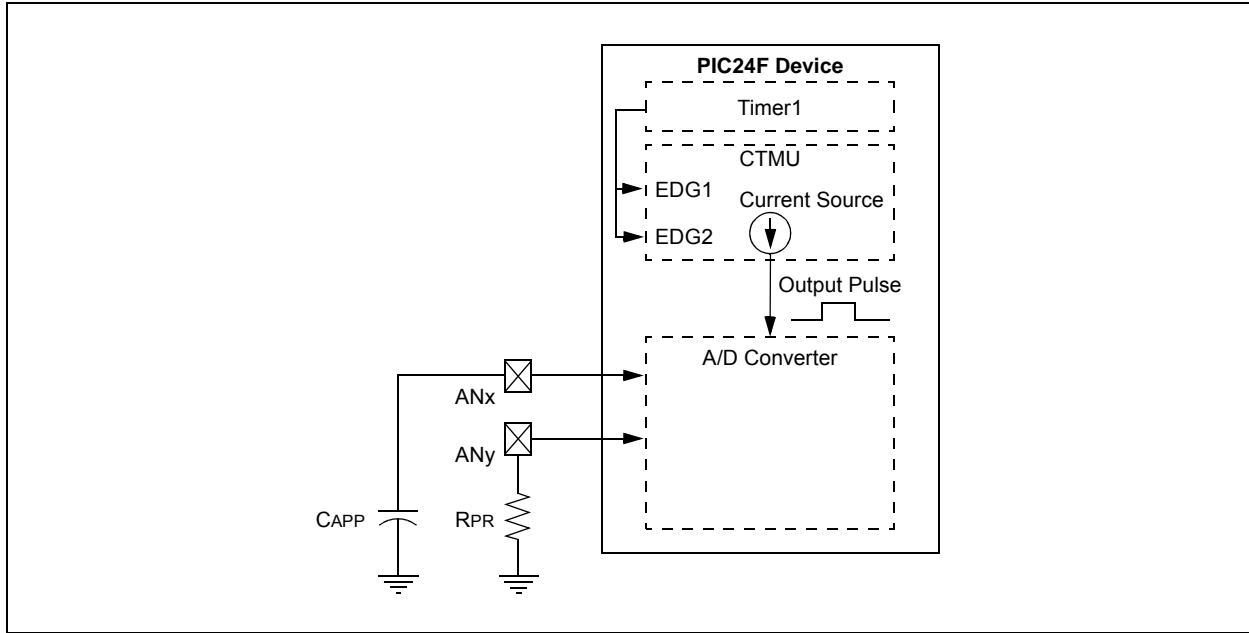 PIC24F Device
Timer1
CTMU
EDG1
Current Source
EDG2
Output Pulse
A/D Converter
ANx
ANy
CAPP
RPR